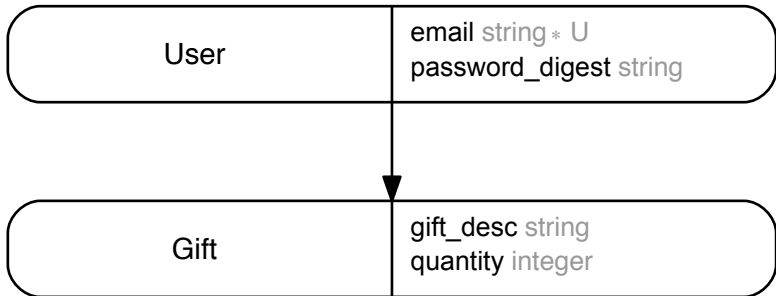 User
email string * U
password_digest string
Gift
gift_desc string
quantity integer